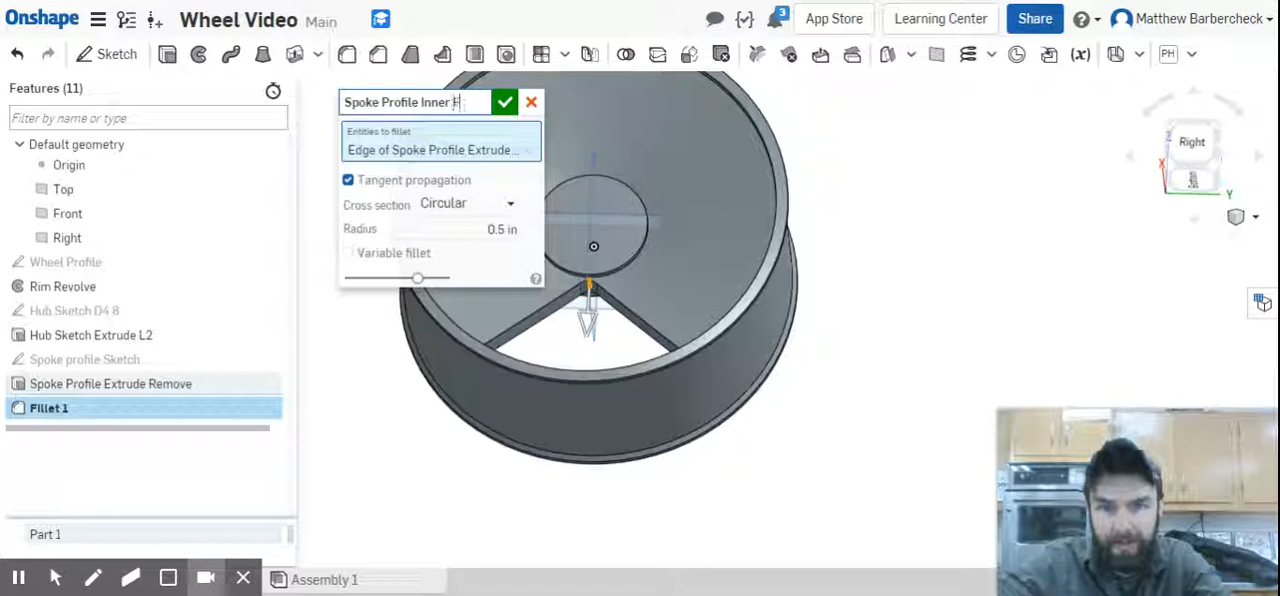 Onshape Wheel Video Main 3 App Store Learning Center Share Matthew Barbercheck
Sketch (x) PH
Features (11)
Filter by name or type
Default geometry
Origin
Top
Front
Right
Wheel Profile
Rim Revolve
Hub Sketch D4 8
Hub Sketch Extrude L2
Spoke profile Sketch
Spoke Profile Extrude Remove
Fillet 1
Part 1
Assembly 1
Spoke Profile Inner F
Entities to fillet
Edge of Spoke Profile Extrude...
Tangent propagation
Cross section Circular
Radius 0.5 in
Variable fillet
Right
Z
X
Y